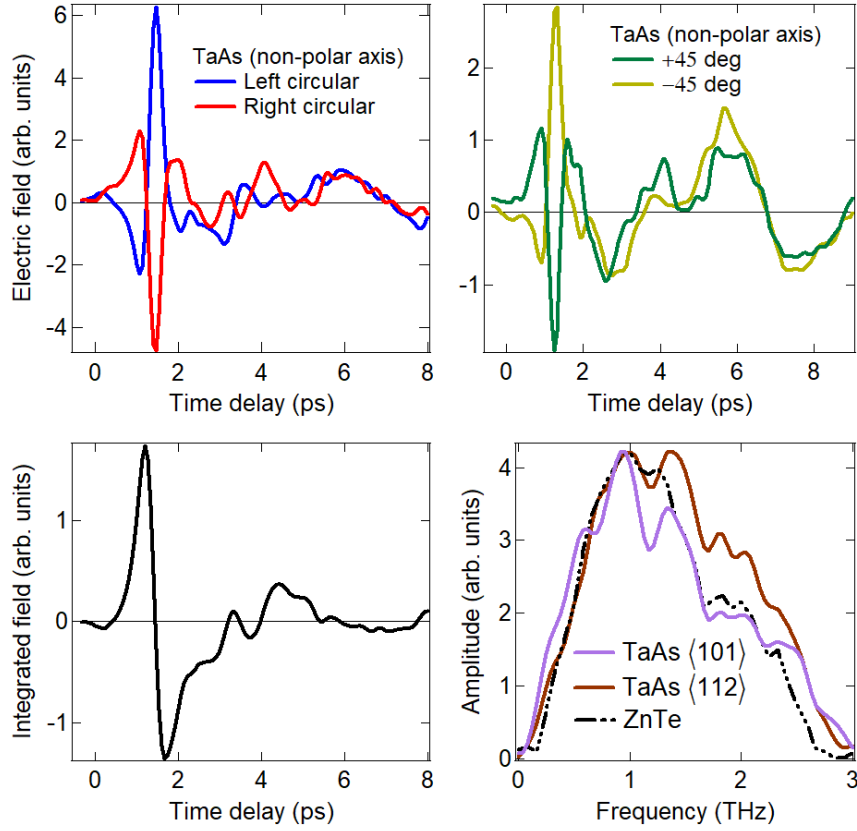 Electric field (arb. units)
6
4
2
0
-2
-4
TaAs (non-polar axis)
Left circular
Right circular
0 2 4 6 8
Time delay (ps)
2
1
0
-1
TaAs (non-polar axis)
+45 deg
−45 deg
0 2 4 6 8
Time delay (ps)
Integrated field (arb. units)
1
0
-1
0 2 4 6 8
Time delay (ps)
Amplitude (arb. units)
4
3
2
1
0
TaAs ⟨101⟩
TaAs ⟨112⟩
ZnTe
0 1 2 3
Frequency (THz)